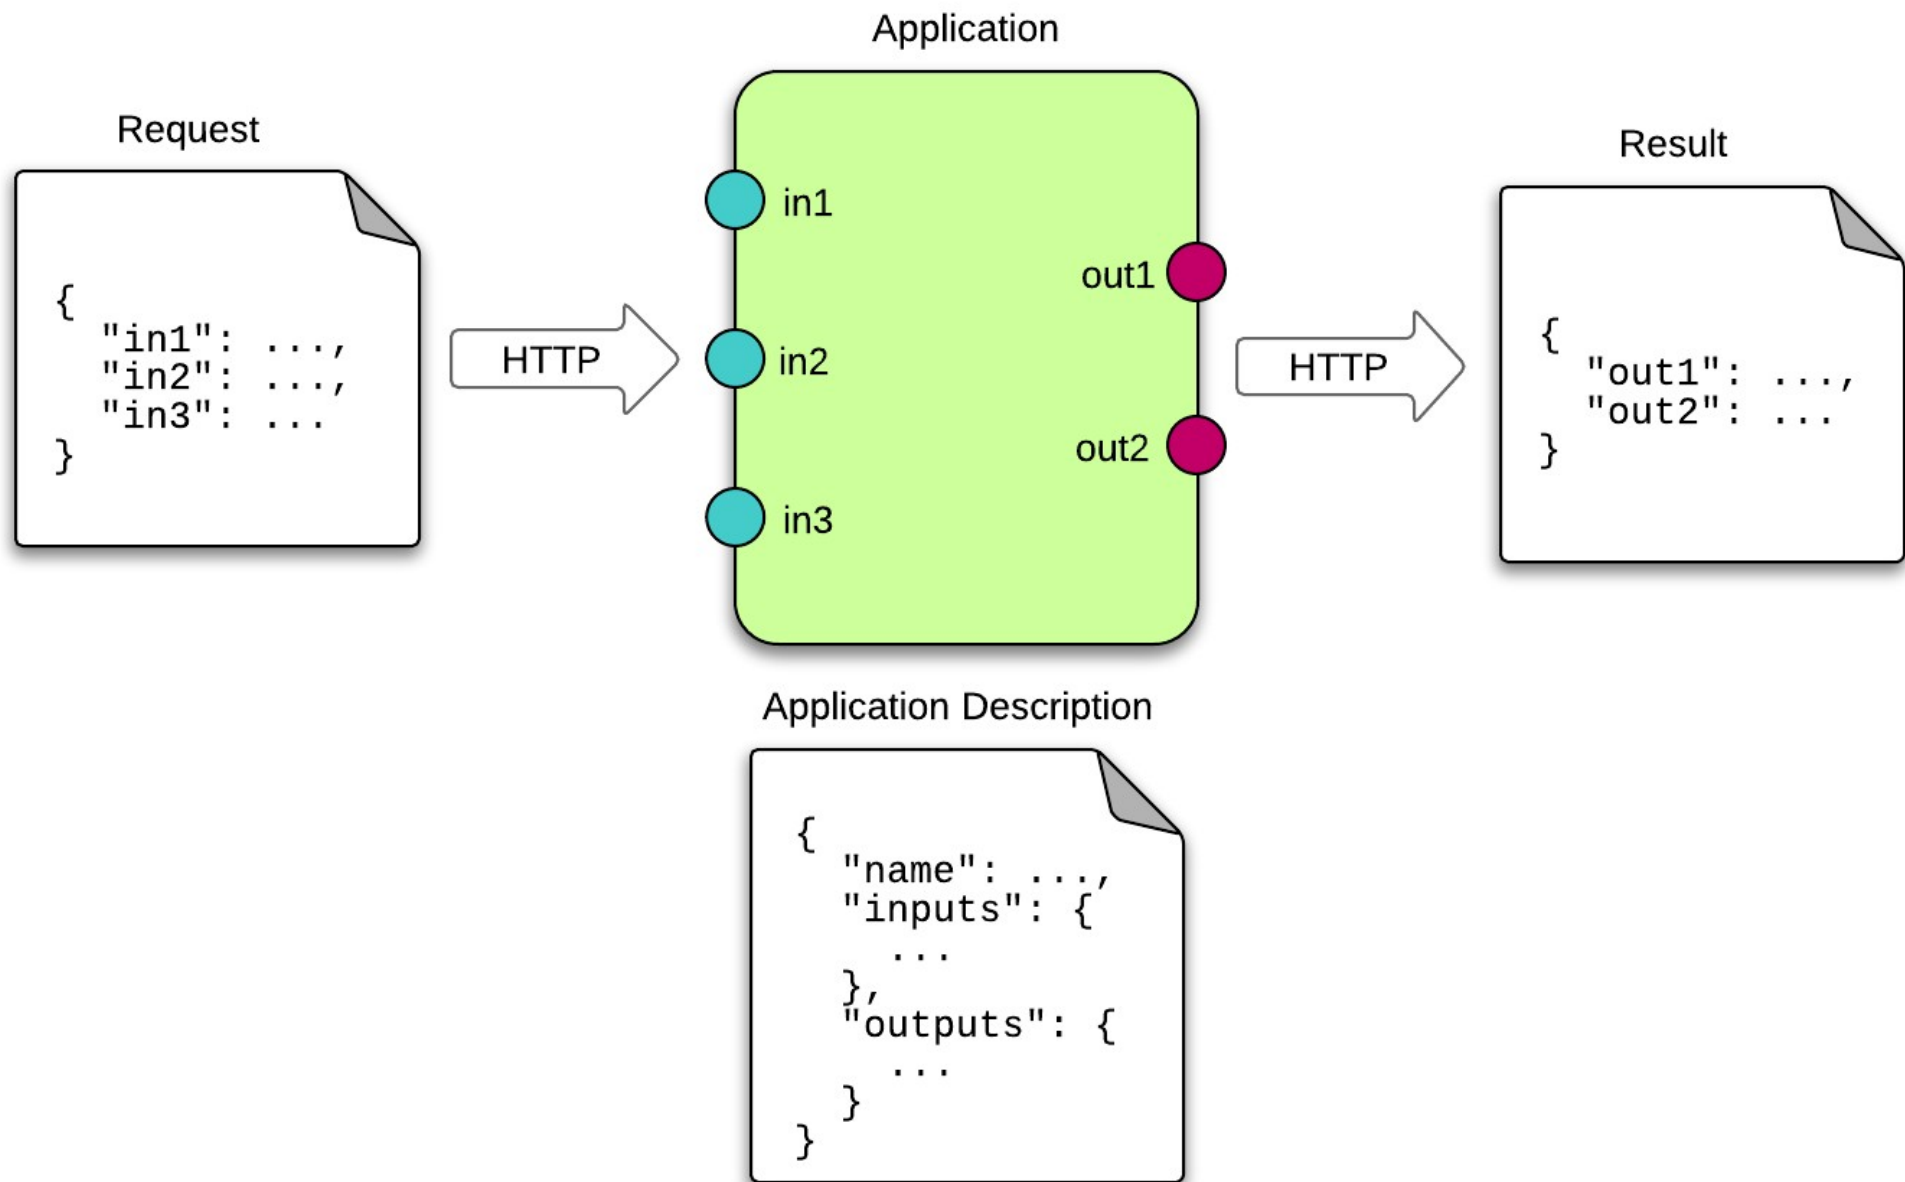 Application
Request
{
"in1": ...,
"in2": ...,
"in3": ...
}
HTTP
in1
in2
in3
out1
out2
HTTP
Result
{
"out1": ...,
"out2": ...
}
Application Description
{
"name": ...,
"inputs": {
...
},
"outputs": {
...
}
}